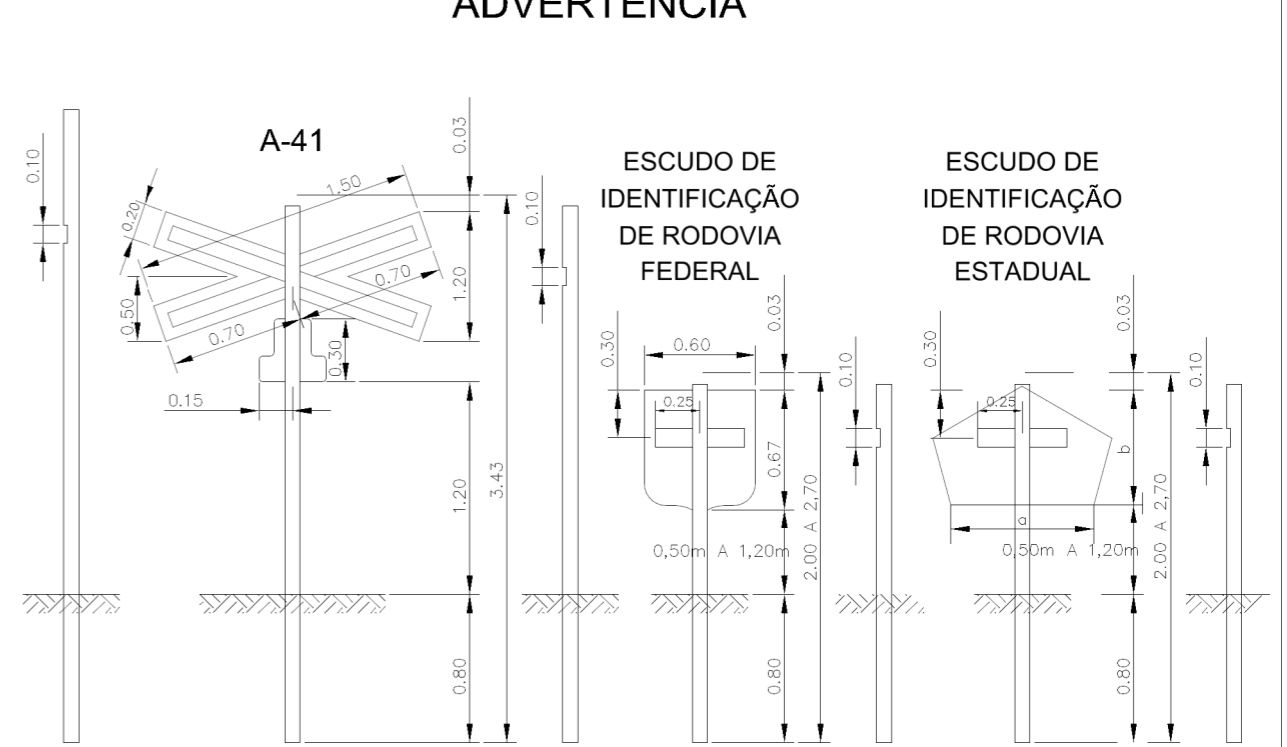 ADVERTÊNCIA
A-41
ESCUDO DE
IDENTIFICAÇÃO
DE RODOVIA
FEDERAL
ESCUDO DE
IDENTIFICAÇÃO
DE RODOVIA
ESTADUAL
0.10
0.20
1.50
0.03
0.50
0.70
0.70
1.20
0.30
0.15
1.20
3.43
0.80
0.10
0.30
0.60
0.03
0.25
0.67
0,50m A 1,20m
2.00 A 2,70
0.80
0.10
0.30
0.03
0.25
b
a
0,50m A 1,20m
2.00 A 2,70
0.80
0.10